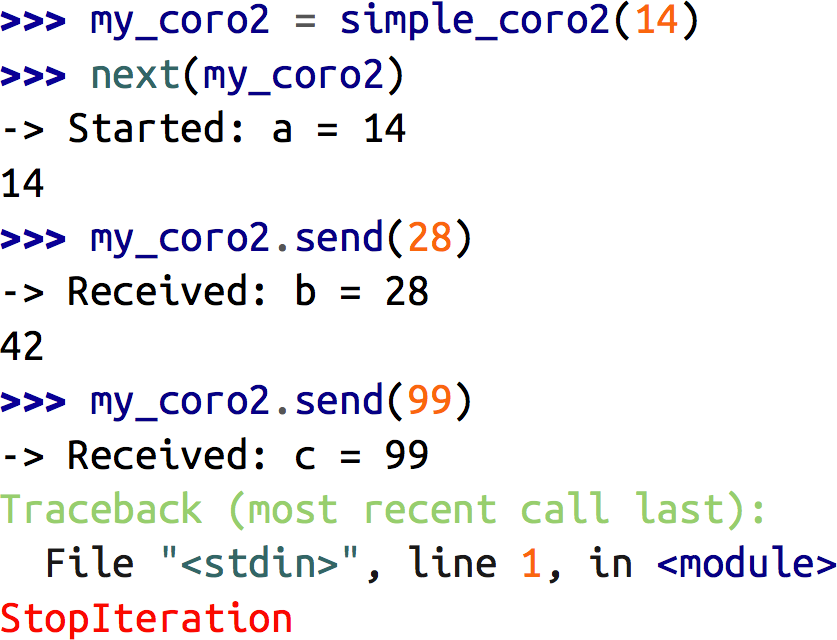 >>> my_coro2 = simple_coro2(14)
>>> next(my_coro2)
-> Started: a = 14
14
>>> my_coro2.send(28)
-> Received: b = 28
42
>>> my_coro2.send(99)
-> Received: c = 99
Traceback (most recent call last):
  File "<stdin>", line 1, in <module>
StopIteration